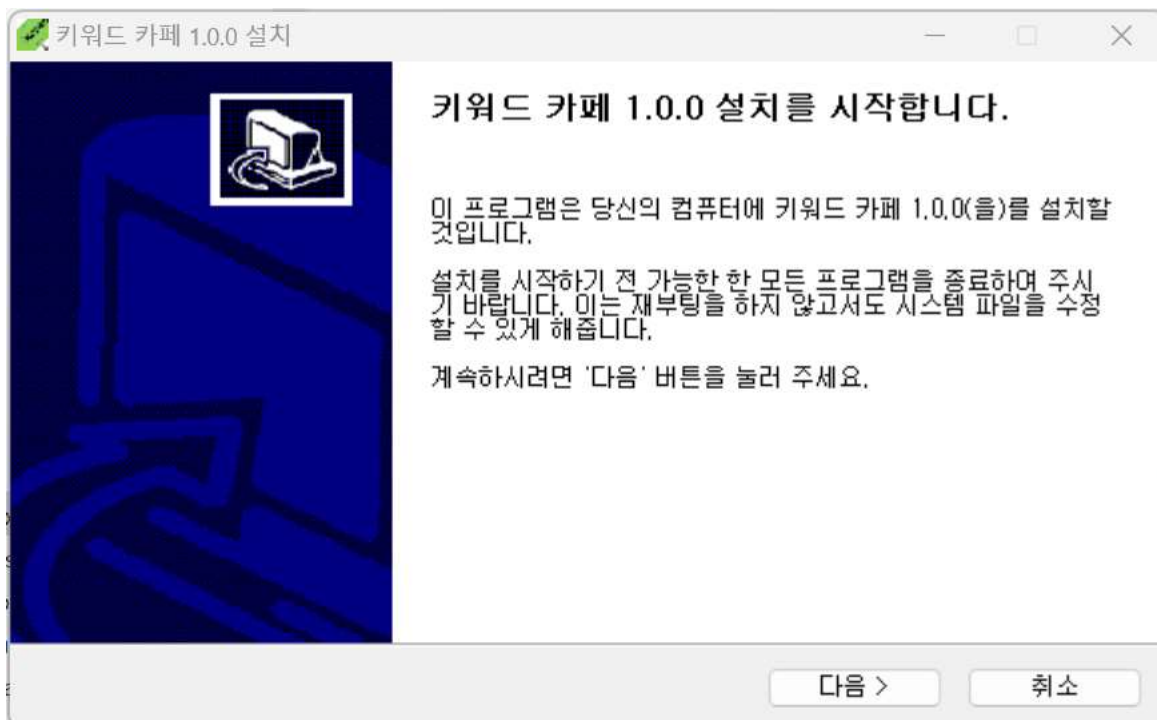 키워드 카페 1.0.0 설치
키워드 카페 1.0.0 설치를 시작합니다.
이 프로그램은 당신의 컴퓨터에 키워드 카페 1.0.0(을)를 설치할
것입니다.
설치를 시작하기 전 가능한 한 모든 프로그램을 종료하여 주시
기 바랍니다. 이는 재부팅을 하지 않고서도 시스템 파일을 수정
할 수 있게 해줍니다.
계속하시려면 '다음' 버튼을 눌러 주세요.
다음 >
취소